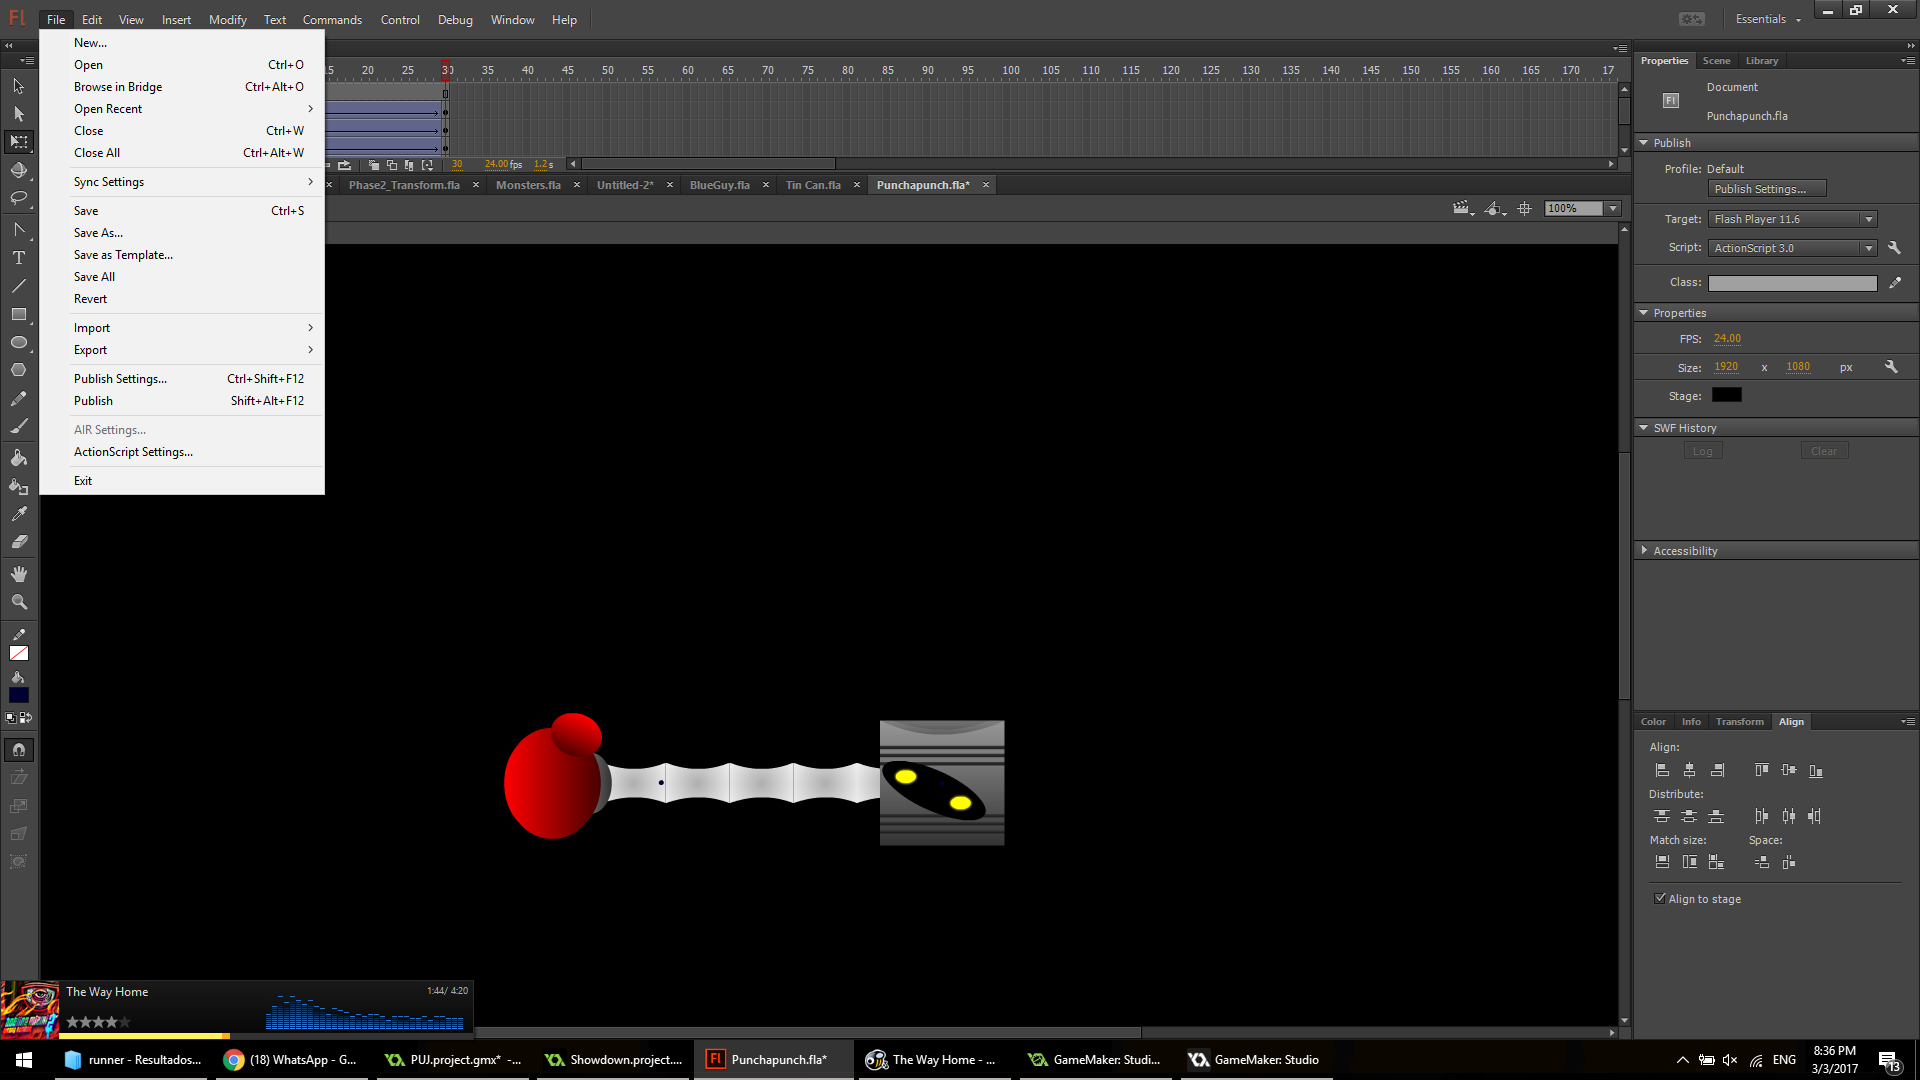 Fl File Edit View Insert Modify Text Commands Control Debug Window Help Essentials
New...
Open Ctrl+O
Browse in Bridge Ctrl+Alt+O
Open Recent
Close Ctrl+W
Close All Ctrl+Alt+W
Sync Settings
Save Ctrl+S
Save As...
Save as Template...
Save All
Revert
Import
Export
Publish Settings... Ctrl+Shift+F12
Publish Shift+Alt+F12
AIR Settings...
ActionScript Settings...
Exit
15 20 25 30 35 40 45 50 55 60 65 70 75 80 85 90 95 100 105 110 115 120 125 130 135 140 145 150 155 160 165 170 17
30 24.00 fps 1.2 s
Phase2_Transform.fla Monsters.fla Untitled-2* BlueGuy.fla Tin Can.fla Punchapunch.fla*
100%
Properties Scene Library
Fl Document
Punchapunch.fla
Publish
Profile: Default
Publish Settings...
Target: Flash Player 11.6
Script: ActionScript 3.0
Class:
Properties
FPS: 24.00
Size: 1920 x 1080 px
Stage:
SWF History
Log Clear
Accessibility
Color Info Transform Align
Align:
Distribute:
Match size: Space:
Align to stage
The Way Home 1:44/ 4:20
runner - Resultados... (18) WhatsApp - G... PUJ.project.gmx* -... Showdown.project.... Fl Punchapunch.fla* The Way Home - ... GameMaker: Studi... GameMaker: Studio ENG 8:36 PM
3/3/2017 13